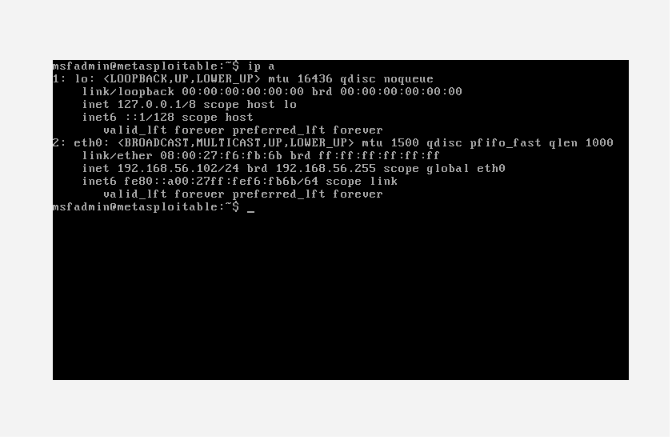 msfadmin@metasploitable:~$ ip a
1: lo: <LOOPBACK,UP,LOWER_UP> mtu 16436 qdisc noqueue
    link/loopback 00:00:00:00:00:00 brd 00:00:00:00:00:00
    inet 127.0.0.1/8 scope host lo
    inet6 ::1/128 scope host
       valid_lft forever preferred_lft forever
2: eth0: <BROADCAST,MULTICAST,UP,LOWER_UP> mtu 1500 qdisc pfifo_fast qlen 1000
    link/ether 08:00:27:f6:fb:6b brd ff:ff:ff:ff:ff:ff
    inet 192.168.56.102/24 brd 192.168.56.255 scope global eth0
    inet6 fe80::a00:27ff:fef6:fb6b/64 scope link
       valid_lft forever preferred_lft forever
msfadmin@metasploitable:~$ _